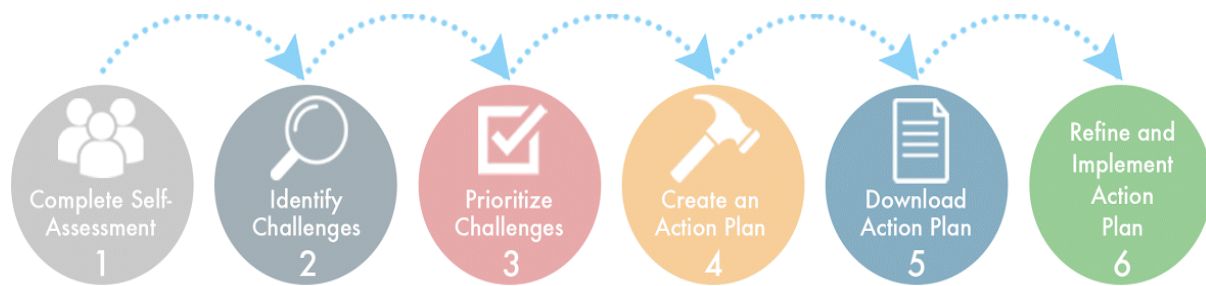 Complete Self-
Assessment
1
Identify
Challenges
2
Prioritize
Challenges
3
Create an
Action Plan
4
Download
Action Plan
5
Refine and
Implement
Action
Plan
6